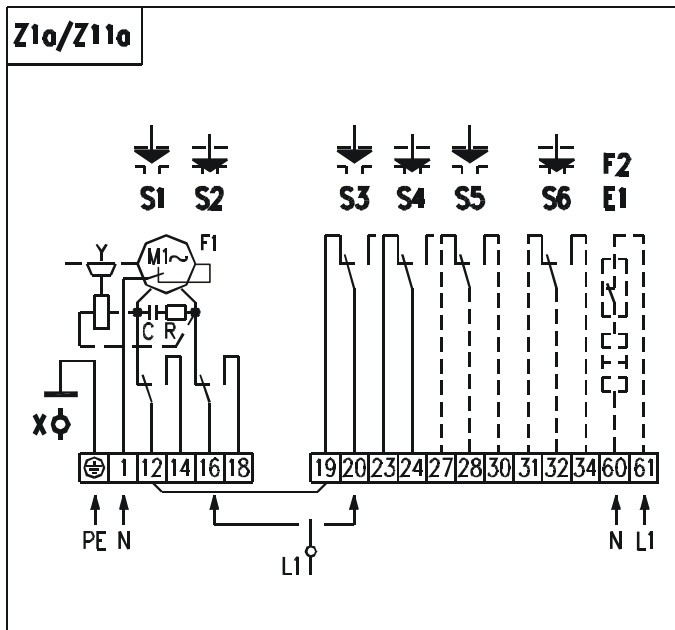 Z1a/Z11a
F2
S1 S2 S3 S4 S5 S6 E1
Y M1~ F1
C R
X
1 12 14 16 18 19 20 23 24 27 28 30 31 32 34 60 61
PE N N L1
L1